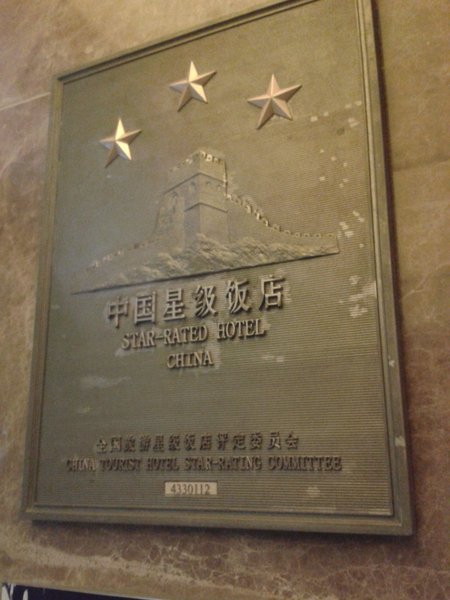 中国星级饭店
STAR-RATED HOTEL
CHINA
全国旅游星级饭店评定委员会
CHINA TOURIST HOTEL STAR-RATING COMMITTEE
4330112